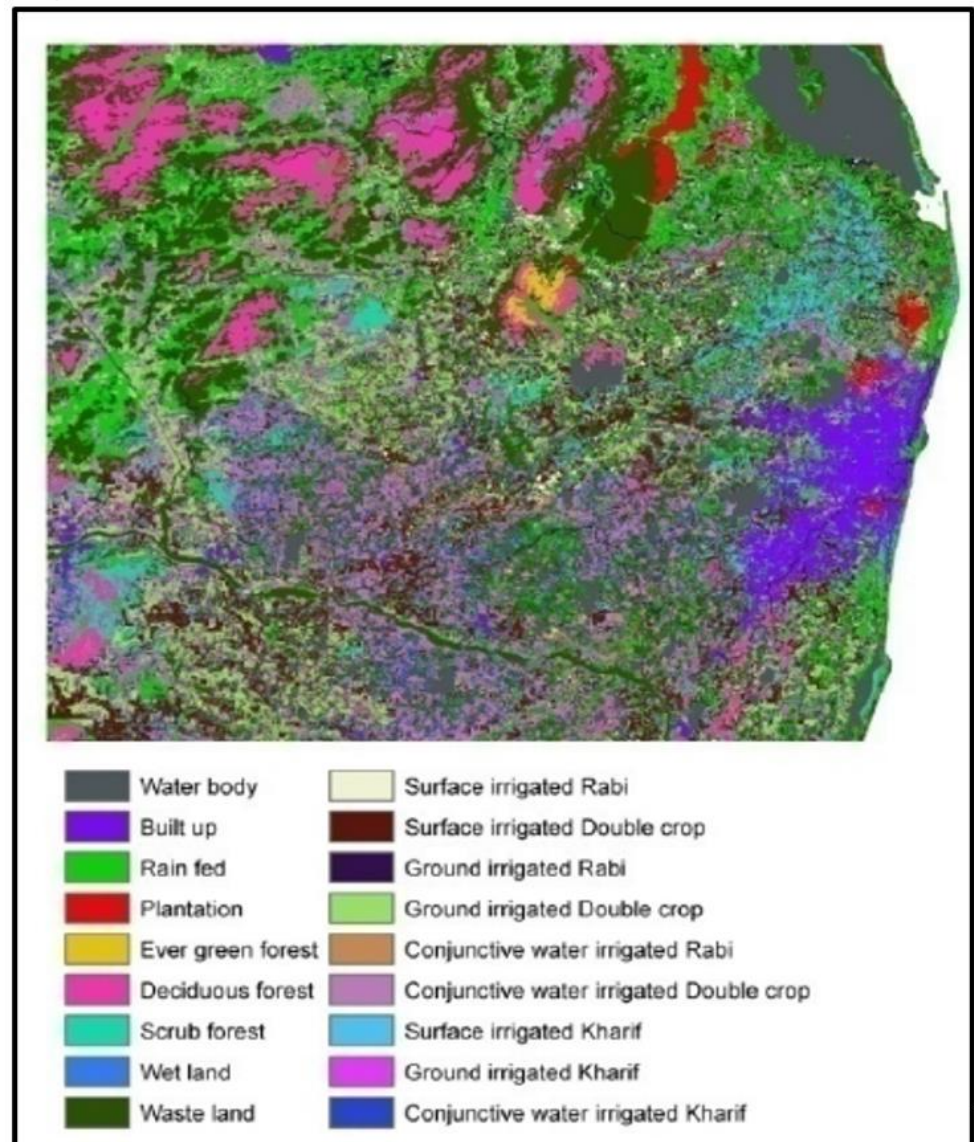 Water body
Built up
Rain fed
Plantation
Ever green forest
Deciduous forest
Scrub forest
Wet land
Waste land
Surface irrigated Rabi
Surface irrigated Double crop
Ground irrigated Rabi
Ground irrigated Double crop
Conjunctive water irrigated Rabi
Conjunctive water irrigated Double crop
Surface irrigated Kharif
Ground irrigated Kharif
Conjunctive water irrigated Kharif